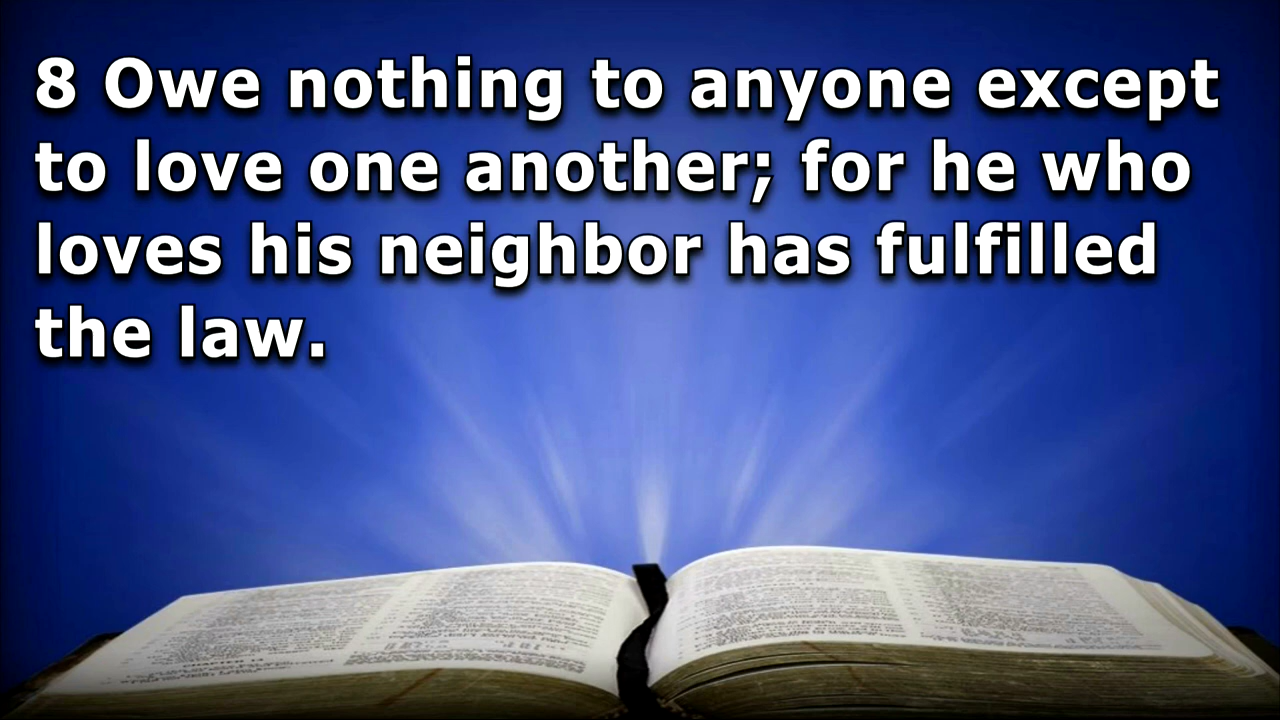 8 Owe nothing to anyone except
to love one another; for he who
loves his neighbor has fulfilled
the law.